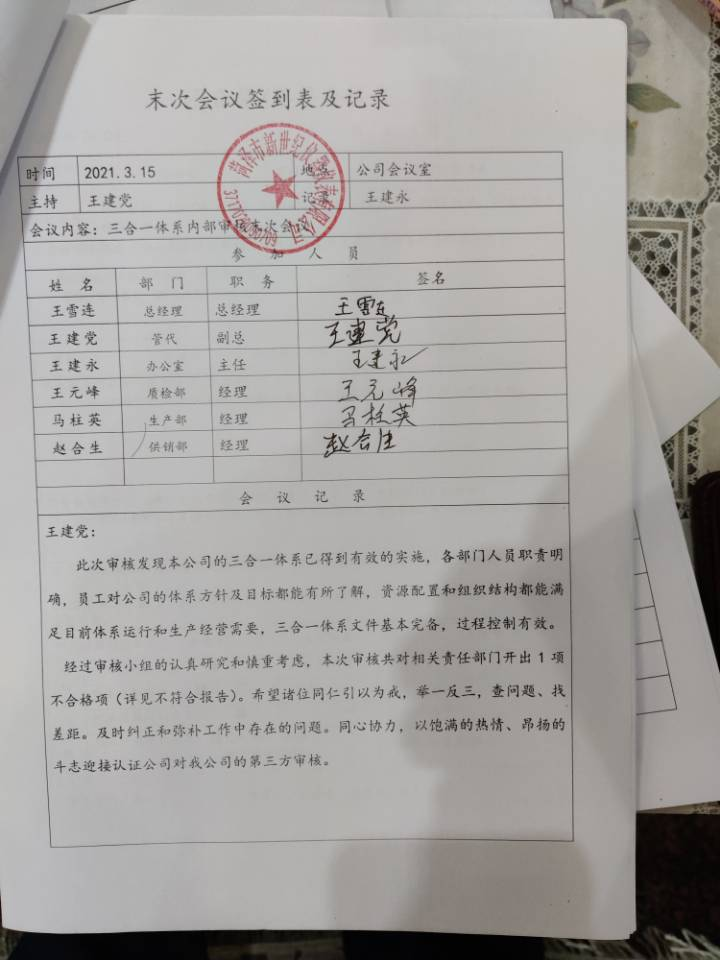 末次会议签到表及记录
时间 2021.3.15 地点 公司会议室
主持 王建党 记录 王建永
会议内容：三合一体系内部审核末次会议
参加人员
姓名 部门 职务 签名
王雪连 总经理 总经理 王雪连
王建党 管代 副总 王建党
王建永 办公室 主任 王建永
王元峰 质检部 经理 王元峰
马柱英 生产部 经理 马柱英
赵合生 供销部 经理 赵合生
会议记录
王建党：
此次审核发现本公司的三合一体系已得到有效的实施，各部门人员职责明
确，员工对公司的体系方针及目标都能有所了解，资源配置和组织结构都能满
足目前体系运行和生产经营需要，三合一体系文件基本完备，过程控制有效。
经过审核小组的认真研究和慎重考虑，本次审核共对相关责任部门开出 1 项
不合格项（详见不符合报告）。希望诸位同仁引以为戒，举一反三，查问题、找
差距。及时纠正和弥补工作中存在的问题。同心协力，以饱满的热情、昂扬的
斗志迎接认证公司对我公司的第三方审核。
菏泽市新世纪仪器仪表有限公司